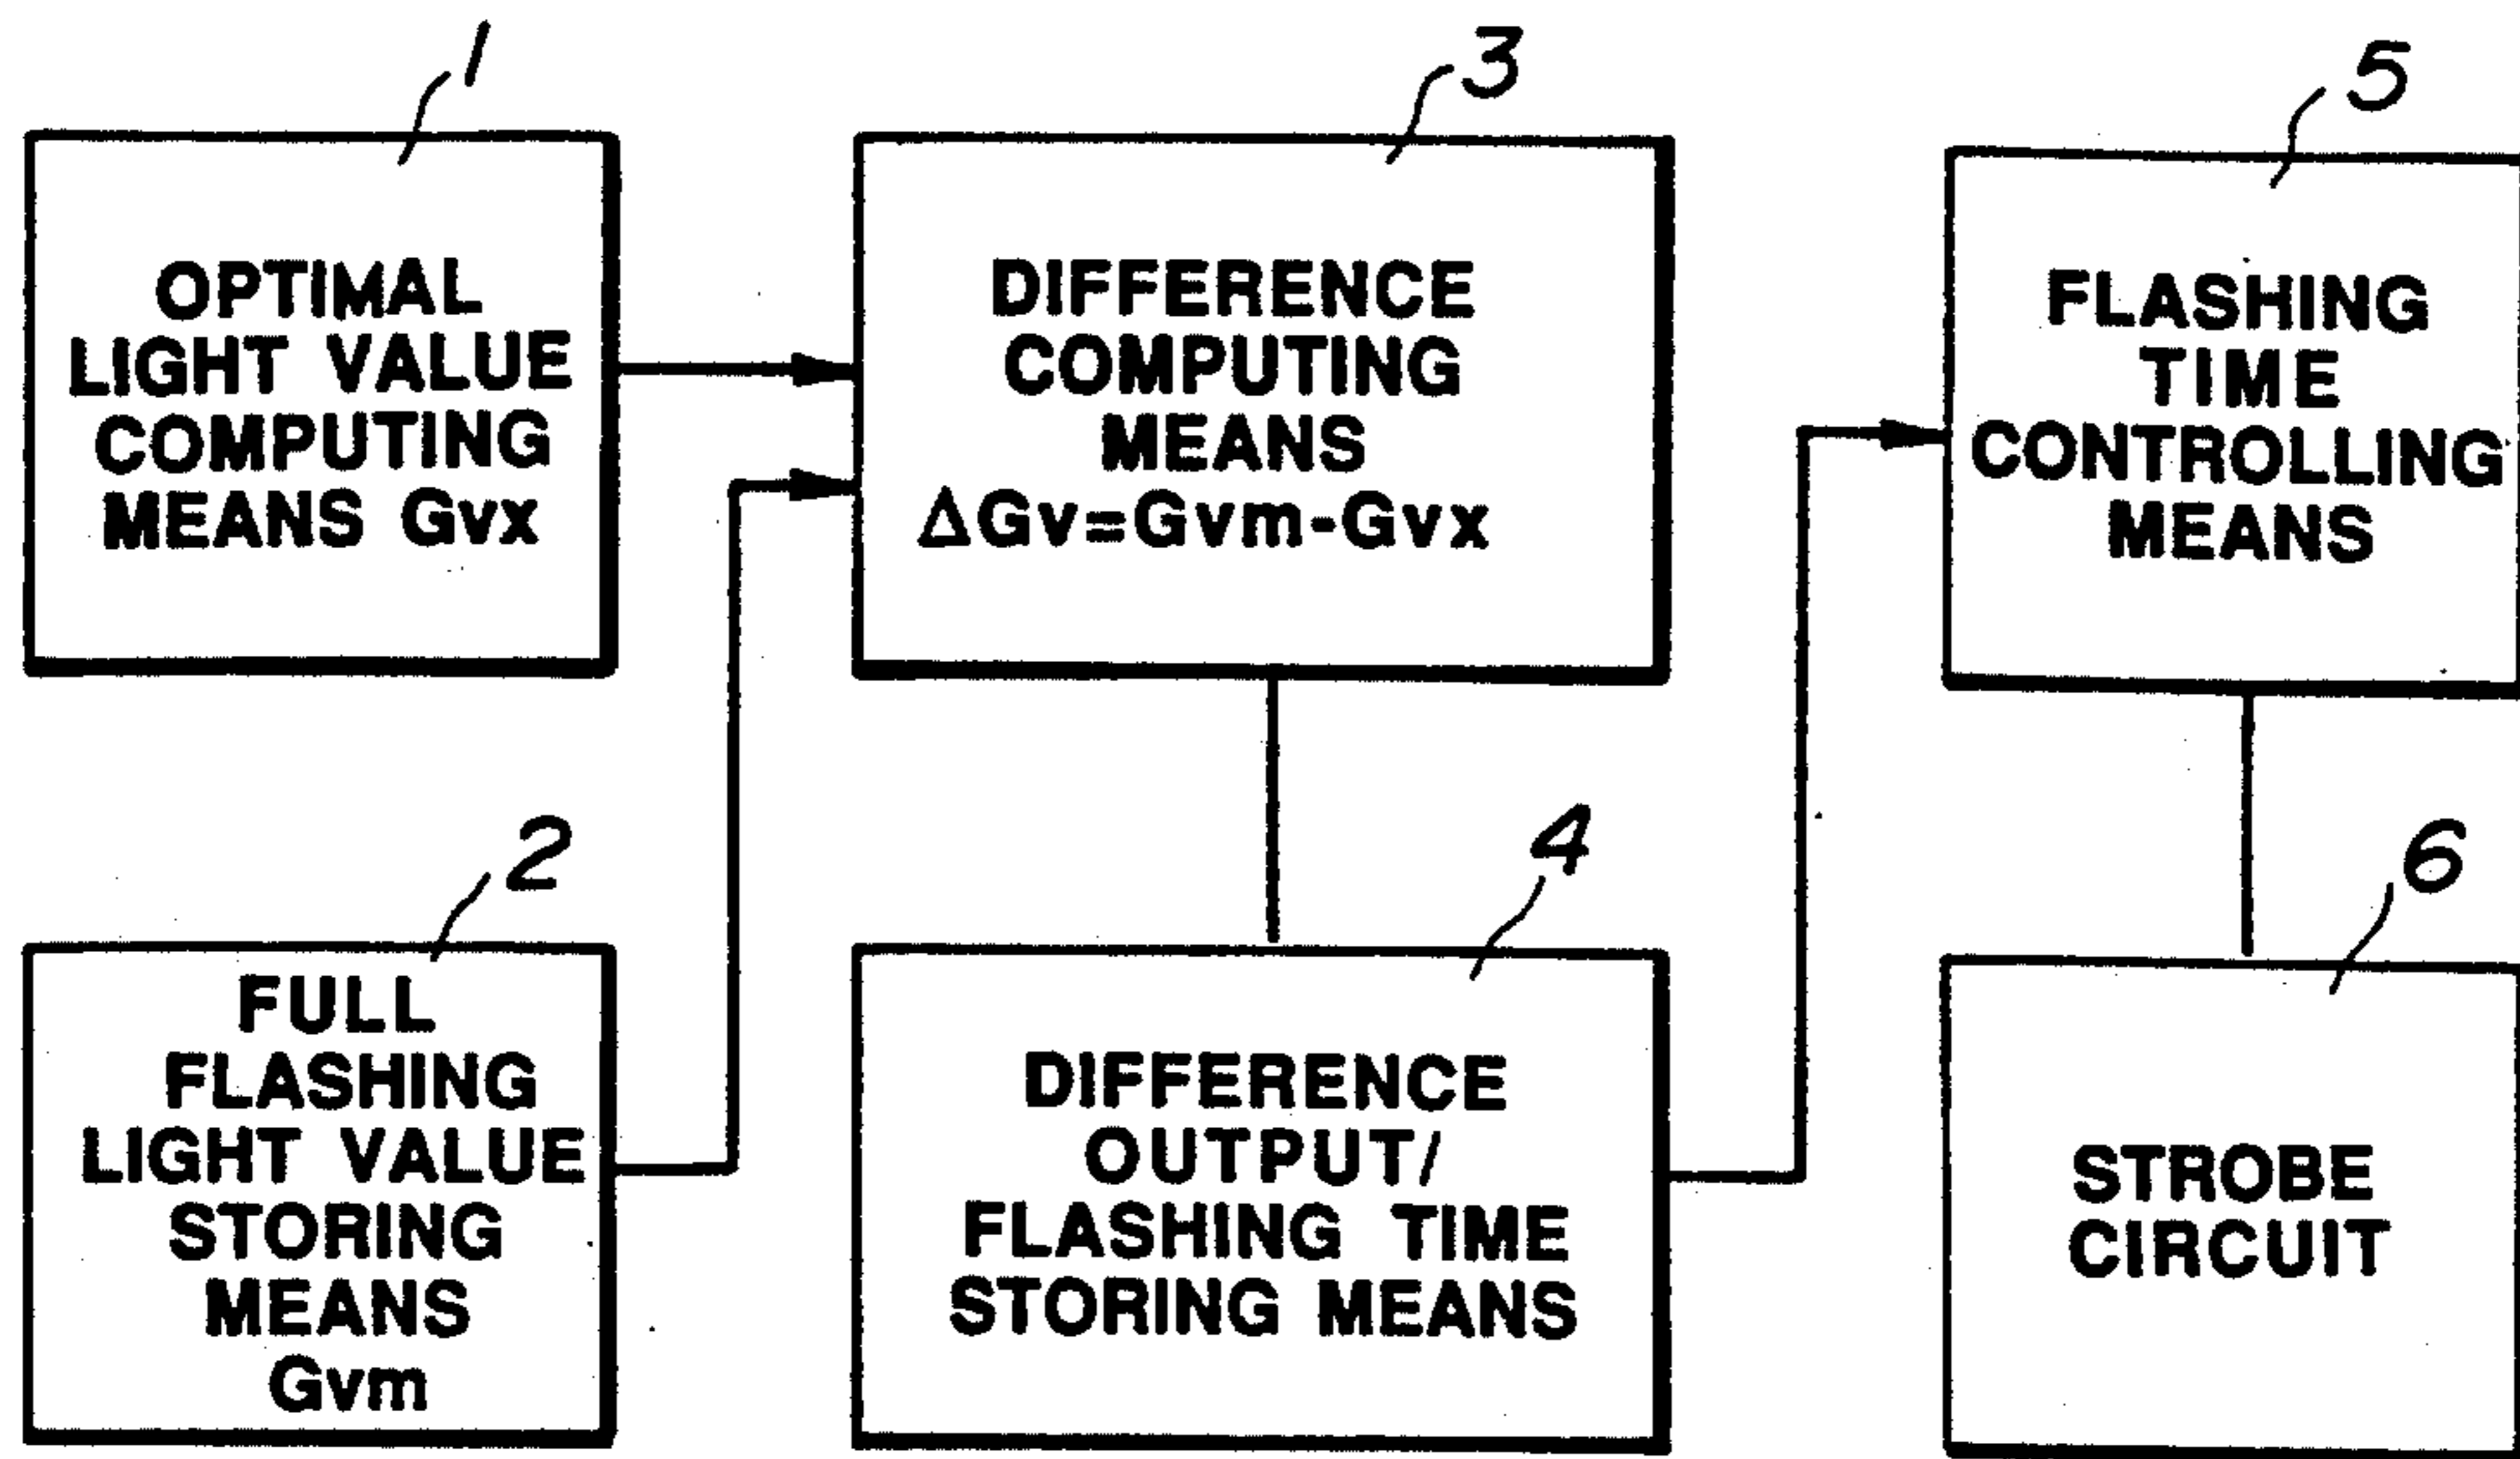 1
OPTIMAL
LIGHT VALUE
COMPUTING
MEANS Gvx
2
FULL
FLASHING
LIGHT VALUE
STORING
MEANS
Gvm
3
DIFFERENCE
COMPUTING
MEANS
ΔGv=Gvm-Gvx
4
DIFFERENCE
OUTPUT/
FLASHING TIME
STORING MEANS
5
FLASHING
TIME
CONTROLLING
MEANS
6
STROBE
CIRCUIT